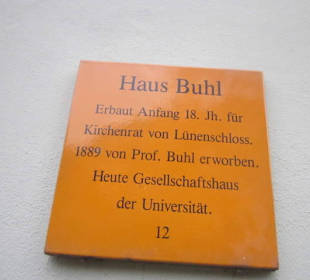 Haus Buhl
Erbaut Anfang 18. Jh. für
Kirchenrat von Lünenschloss.
1889 von Prof. Buhl erworben.
Heute Gesellschaftshaus
der Universität.
12